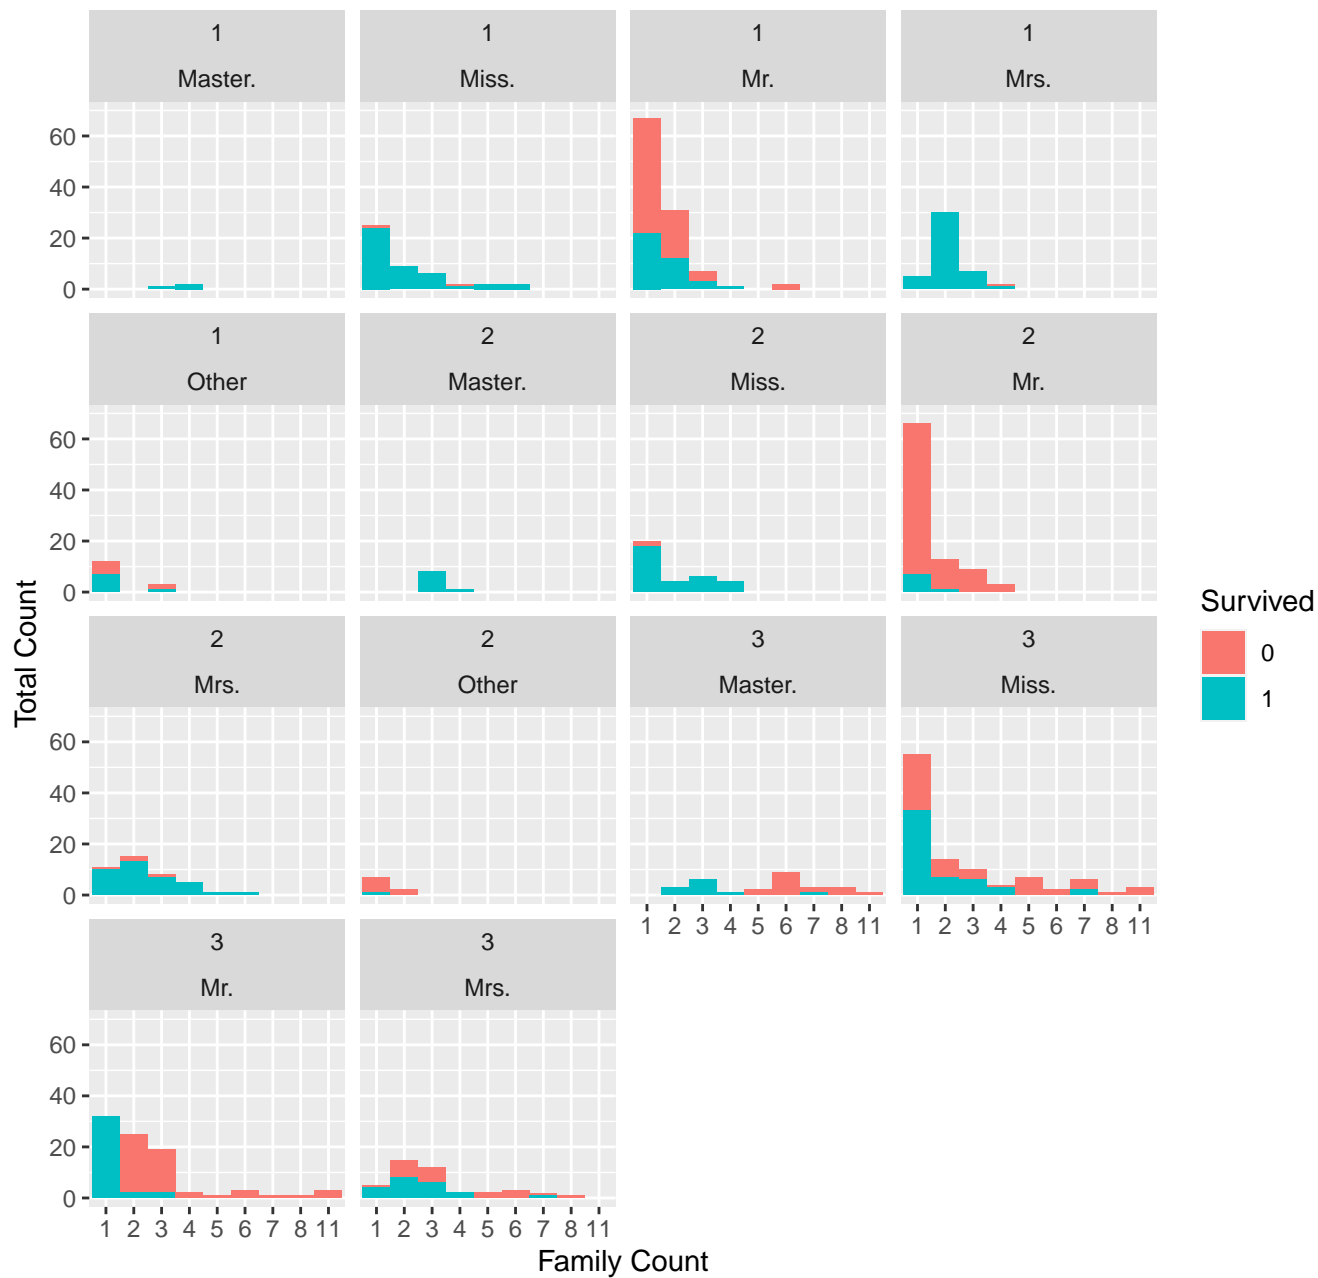 1 1 1 1
Master. Miss. Mr. Mrs.
60
40
20
0
1 2 2 2
Other Master. Miss. Mr.
60
40
20
0
2 2 3 3
Mrs. Other Master. Miss.
60
40
20
0
1 2 3 4 5 6 7 8 11 1 2 3 4 5 6 7 8 11
3 3
Mr. Mrs.
60
40
20
0
1 2 3 4 5 6 7 8 11 1 2 3 4 5 6 7 8 11
Family Count
Total Count
Survived
0
1